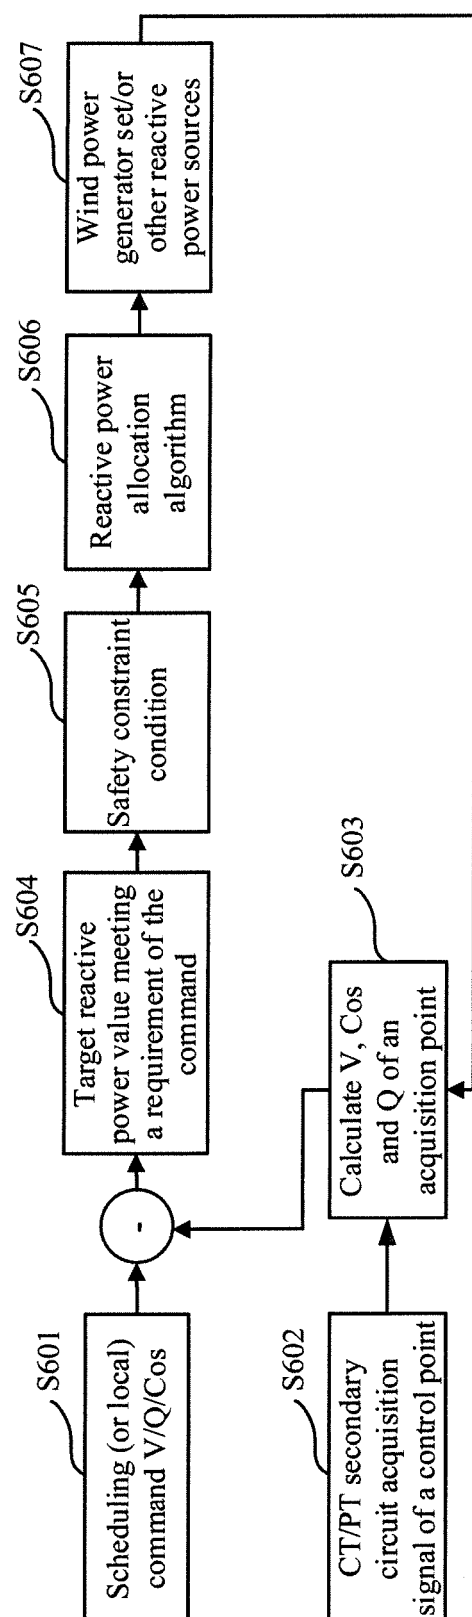 S601
Scheduling (or local)
command V/Q/Cos
-
S604
Target reactive
power value meeting
a requirement of the
command
S605
Safety constraint
condition
S606
Reactive power
allocation
algorithm
S607
Wind power
generator set/or
other reactive
power sources
S602
CT/PT secondary
circuit acquisition
signal of a control point
S603
Calculate V, Cos
and Q of an
acquisition point